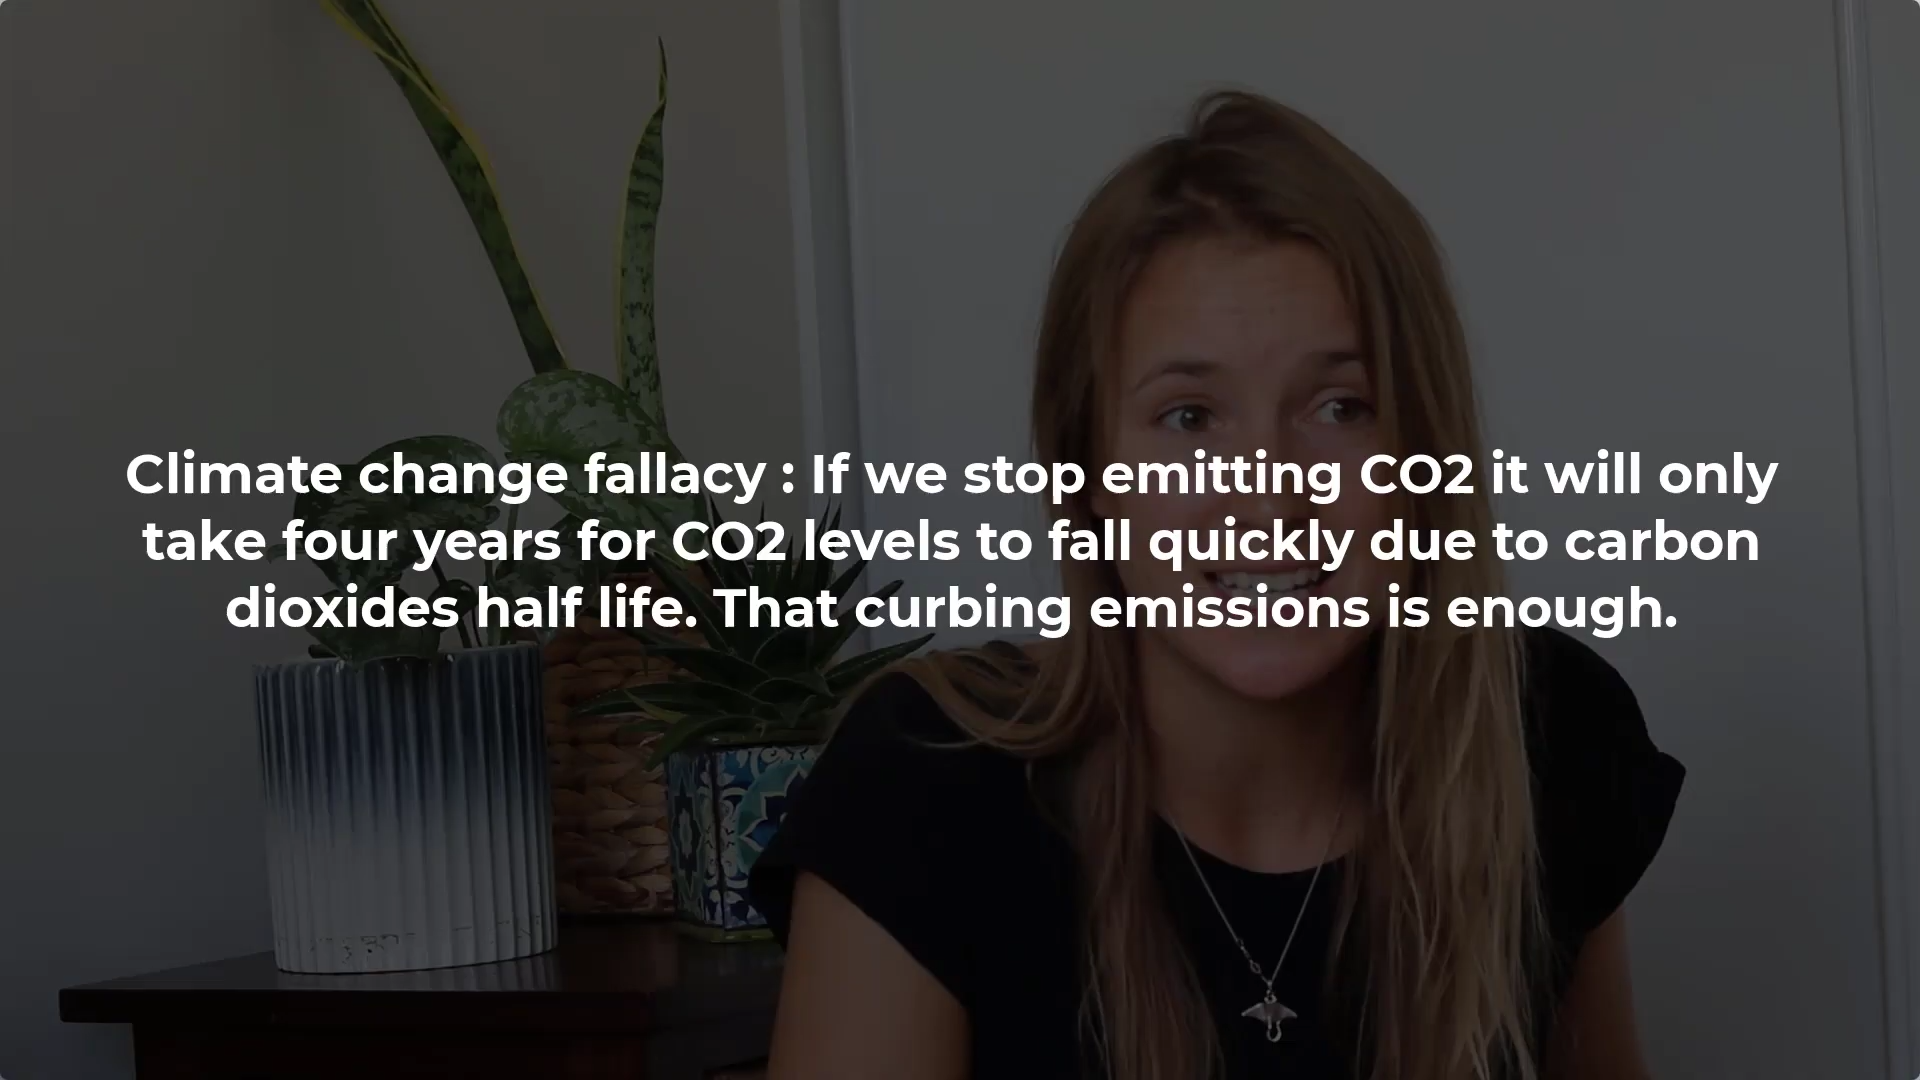 Climate change fallacy : If we stop emitting CO2 it will only
take four years for CO2 levels to fall quickly due to carbon
dioxides half life. That curbing emissions is enough.